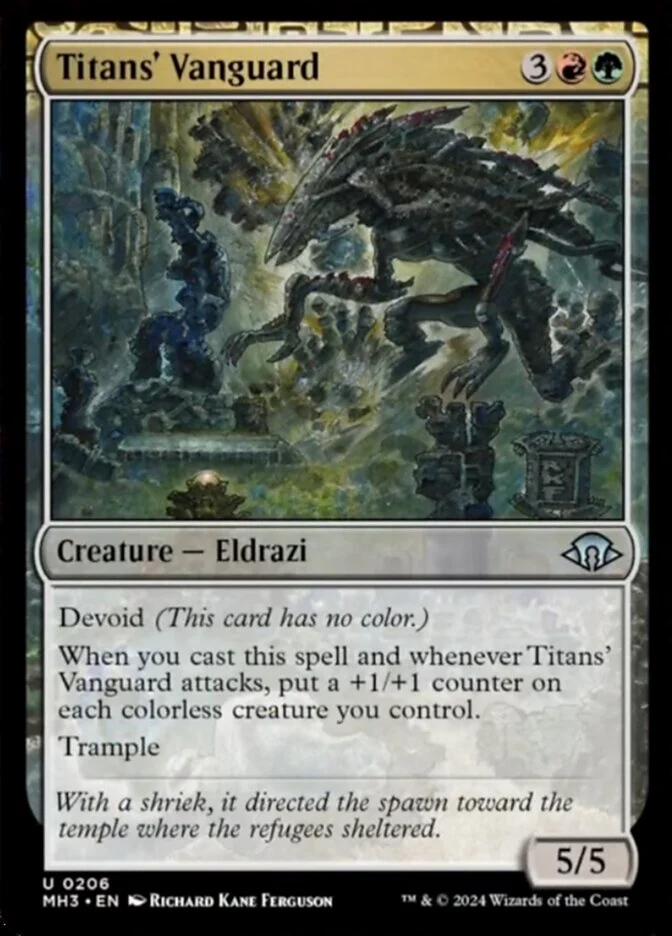 Titans' Vanguard 3
Creature — Eldrazi
Devoid (This card has no color.)
When you cast this spell and whenever Titans'
Vanguard attacks, put a +1/+1 counter on
each colorless creature you control.
Trample
With a shriek, it directed the spawn toward the
temple where the refugees sheltered.
5/5
U 0206
MH3 • EN Richard Kane Ferguson ™ & © 2024 Wizards of the Coast